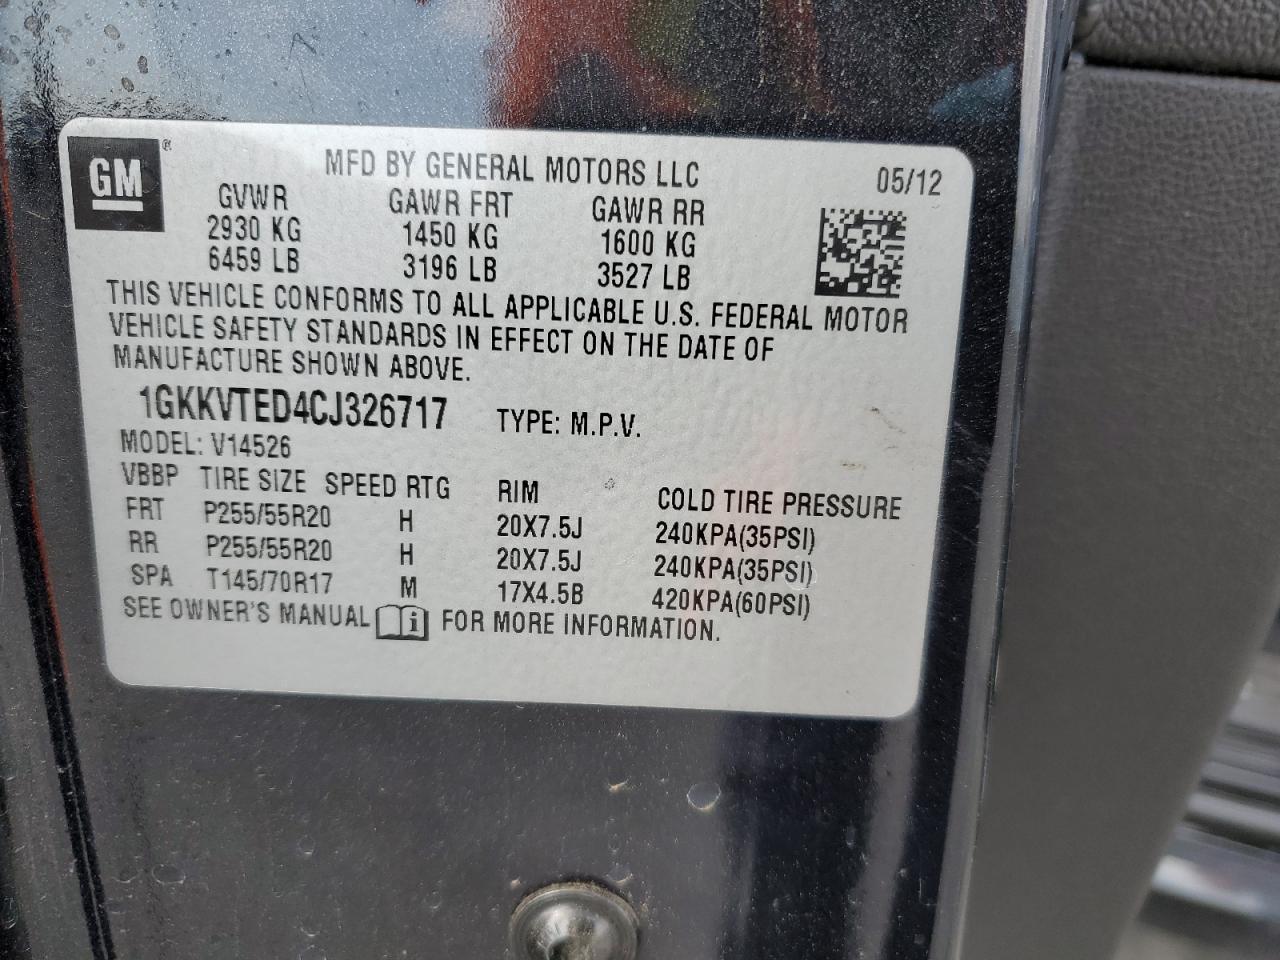 GM ® MFD BY GENERAL MOTORS LLC 05/12
GVWR GAWR FRT GAWR RR
2930 KG 1450 KG 1600 KG
6459 LB 3196 LB 3527 LB
THIS VEHICLE CONFORMS TO ALL APPLICABLE U.S. FEDERAL MOTOR
VEHICLE SAFETY STANDARDS IN EFFECT ON THE DATE OF
MANUFACTURE SHOWN ABOVE.
1GKKVTED4CJ326717 TYPE: M.P.V.
MODEL: V14526
VBBP TIRE SIZE SPEED RTG RIM COLD TIRE PRESSURE
FRT P255/55R20 H 20X7.5J 240KPA(35PSI)
RR P255/55R20 H 20X7.5J 240KPA(35PSI)
SPA T145/70R17 M 17X4.5B 420KPA(60PSI)
SEE OWNER'S MANUAL i FOR MORE INFORMATION.